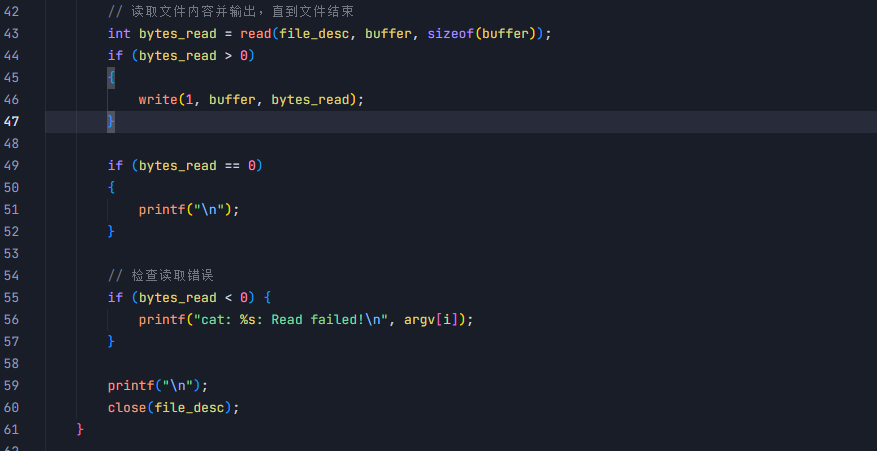 42 // 读取文件内容并输出，直到文件结束
43 int bytes_read = read(file_desc, buffer, sizeof(buffer));
44 if (bytes_read > 0)
45 {
46 write(1, buffer, bytes_read);
47 }
48
49 if (bytes_read == 0)
50 {
51 printf("\n");
52 }
53
54 // 检查读取错误
55 if (bytes_read < 0) {
56 printf("cat: %s: Read failed!\n", argv[i]);
57 }
58
59 printf("\n");
60 close(file_desc);
61 }